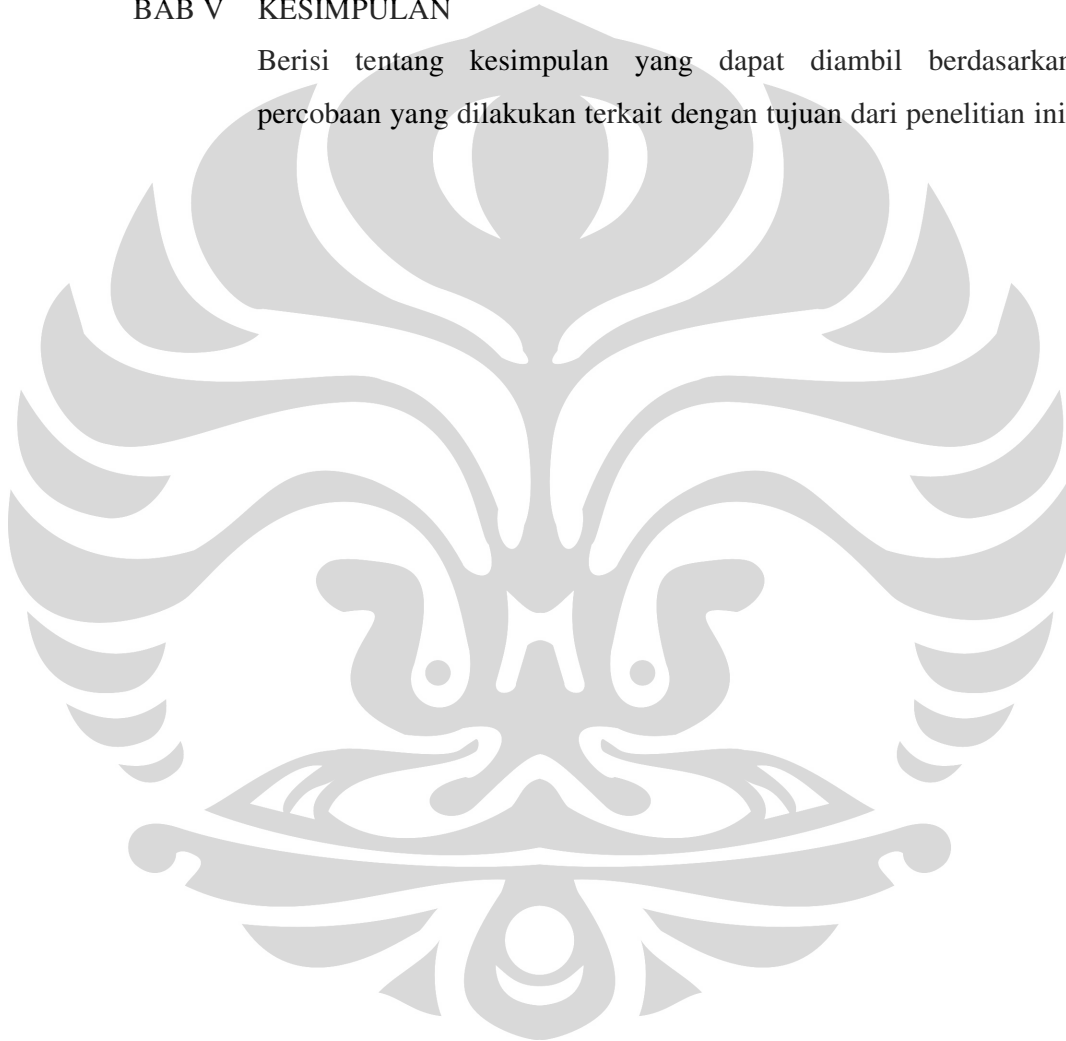 BAB V KESIMPULAN
Berisi tentang kesimpulan yang dapat diambil berdasarkan
percobaan yang dilakukan terkait dengan tujuan dari penelitian ini